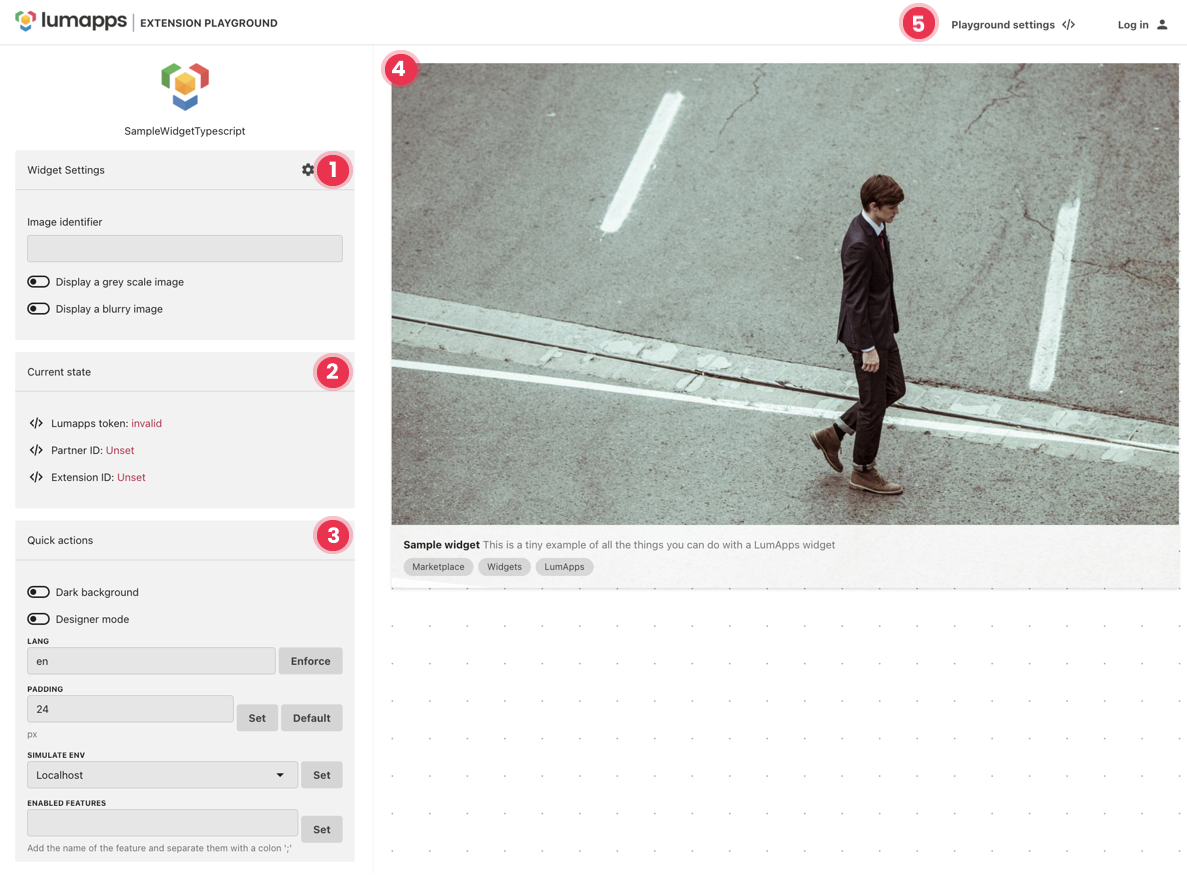 lumapps EXTENSION PLAYGROUND
5 Playground settings Log in
SampleWidgetTypescript
Widget Settings 1
Image identifier
Display a grey scale image
Display a blurry image
Current state 2
Lumapps token: invalid
Partner ID: Unset
Extension ID: Unset
Quick actions 3
Dark background
Designer mode
LANG
en Enforce
PADDING
24 Set Default
px
SIMULATE ENV
Localhost Set
ENABLED FEATURES
Set
Add the name of the feature and separate them with a colon ';'
4
Sample widget This is a tiny example of all the things you can do with a LumApps widget
Marketplace Widgets LumApps